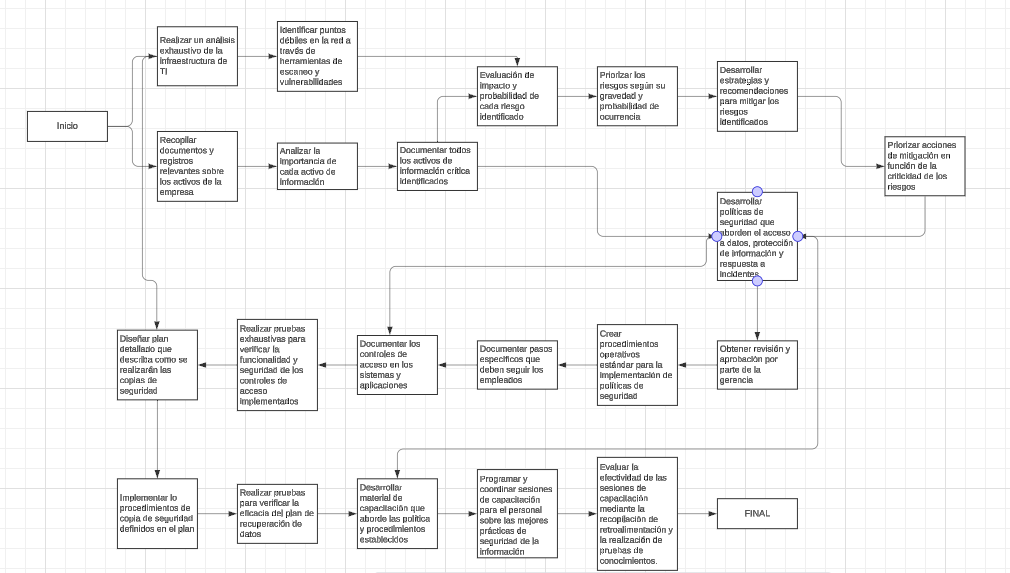 Inicio
Realizar un análisis
exhaustivo de la
infraestructura de
TI
Identificar puntos
débiles en la red a
través de
herramientas de
escaneo y
vulnerabilidades
Recopilar
documentos y
registros
relevantes sobre
los activos de la
empresa
Analizar la
importancia de
cada activo de
información
Documentar todos
los activos de
información crítica
identificados
Evaluación de
impacto y
probabilidad de
cada riesgo
identificado
Priorizar los
riesgos según su
gravedad y
probabilidad de
ocurrencia
Desarrollar
estrategias y
recomendaciones
para mitigar los
riesgos
identificados
Priorizar acciones
de mitigación en
función de la
criticidad de los
riesgos
Desarrollar
políticas de
seguridad que
aborden el acceso
a datos, protección
de información y
respuesta a
incidentes
Obtener revisión y
aprobación por
parte de la
gerencia
Crear
procedimientos
operativos
estándar para la
implementación de
políticas de
seguridad
Documentar pasos
específicos que
deben seguir los
empleados
Documentar los
controles de
acceso en los
sistemas y
aplicaciones
Realizar pruebas
exhaustivas para
verificar la
funcionalidad y
seguridad de los
controles de
acceso
implementados
Diseñar plan
detallado que
describa como se
realizarán las
copias de
seguridad
Implementar lo
procedimientos de
copia de seguridad
definidos en el plan
Realizar pruebas
para verificar la
eficacia del plan de
recuperación de
datos
Desarrollar
material de
capacitación que
aborde las política
y procedimientos
establecidos
Programar y
coordinar sesiones
de capacitación
para el personal
sobre las mejores
prácticas de
seguridad de la
información
Evaluar la
efectividad de las
sesiones de
capacitación
mediante la
recopilación de
retroalimentación y
la realización de
pruebas de
conocimientos.
FINAL